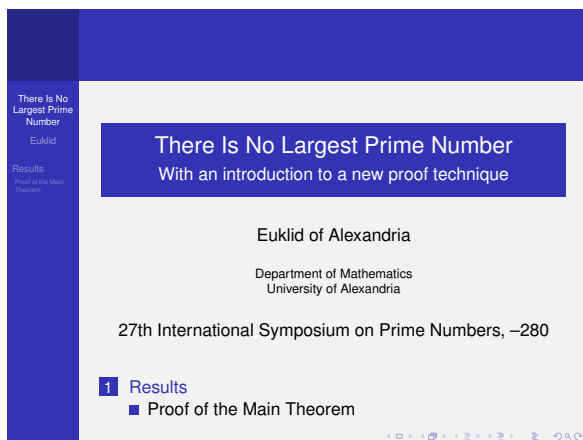 There Is No
Largest Prime
Number
Euklid
Results
Proof of the Main
Theorem
There Is No Largest Prime Number
With an introduction to a new proof technique
Euklid of Alexandria
Department of Mathematics
University of Alexandria
27th International Symposium on Prime Numbers, –280
1 Results
Proof of the Main Theorem